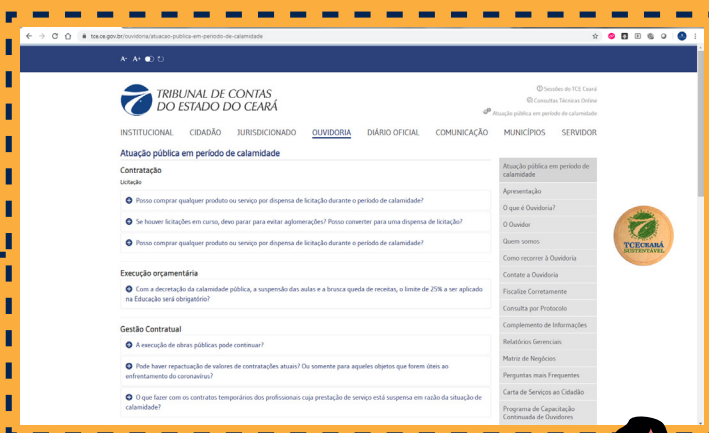 tce.ce.gov.br/ouvidoria/atuacao-publica-em-periodo-de-calamidade
A- A+
TRIBUNAL DE CONTAS
DO ESTADO DO CEARÁ
Sessões do TCE Ceará
Consultas Técnicas Online
Atuação pública em período de calamidade
INSTITUCIONAL CIDADÃO JURISDICIONADO OUVIDORIA DIÁRIO OFICIAL COMUNICAÇÃO MUNICÍPIOS SERVIDOR
Atuação pública em período de calamidade
Contratação
Licitação
Posso comprar qualquer produto ou serviço por dispensa de licitação durante o período de calamidade?
Se houver licitações em curso, devo parar para evitar aglomerações? Posso converter para uma dispensa de licitação?
Posso comprar qualquer produto ou serviço por dispensa de licitação durante o período de calamidade?
Execução orçamentária
Com a decretação da calamidade pública, a suspensão das aulas e a brusca queda de receitas, o limite de 25% a ser aplicado
na Educação será obrigatório?
Gestão Contratual
A execução de obras públicas pode continuar?
Pode haver repactuação de valores de contratações atuais? Ou somente para aqueles objetos que forem úteis ao
enfrentamento do coronavírus?
O que fazer com os contratos temporários dos profissionais cuja prestação de serviço está suspensa em razão da situação de
calamidade?
Atuação pública em período de
calamidade
Apresentação
O que é Ouvidoria?
O Ouvidor
Quem somos
Como recorrer à Ouvidoria
Contate a Ouvidoria
Fiscalize Corretamente
Consulta por Protocolo
Complemento de Informações
Relatórios Gerenciais
Matriz de Negócios
Perguntas mais Frequentes
Carta de Serviços ao Cidadão
Programa de Capacitação
Continuada de Ouvidores
TCECEARÁ
SUSTENTÁVEL